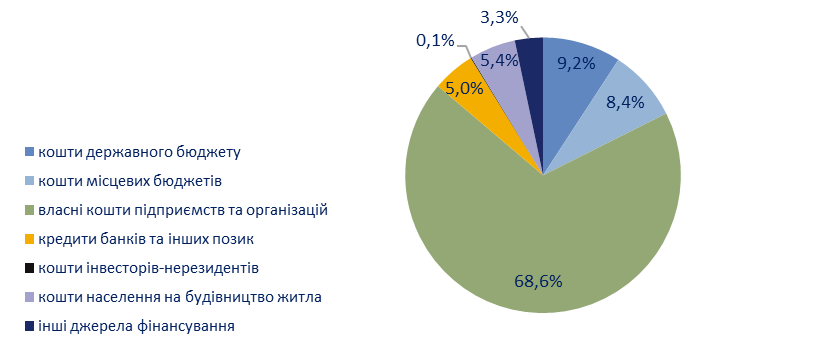 3,3%
0,1%
5,4%
9,2%
5,0%
8,4%
кошти державного бюджету
кошти місцевих бюджетів
власні кошти підприємств та організацій
кредити банків та інших позик
кошти інвесторів-нерезидентів
68,6%
кошти населення на будівництво житла
інші джерела фінансування